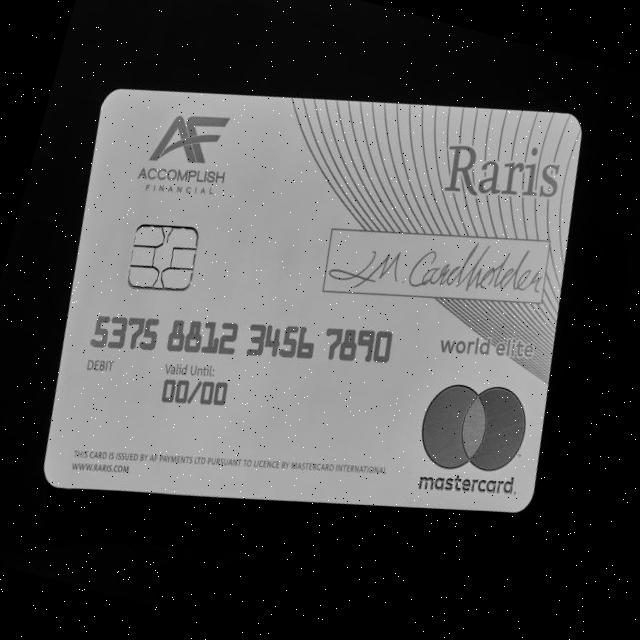 AF
ACCOMPLISH
FINANCIAL
Raris
I.M. Cardholder
5375 8812 3456 7890
world elite
DEBIT
Valid Until:
00/00
THIS CARD IS ISSUED BY AF PAYMENTS LTD PURSUANT TO LICENCE BY MASTERCARD INTERNATIONAL
WWW.RARIS.COM
mastercard.